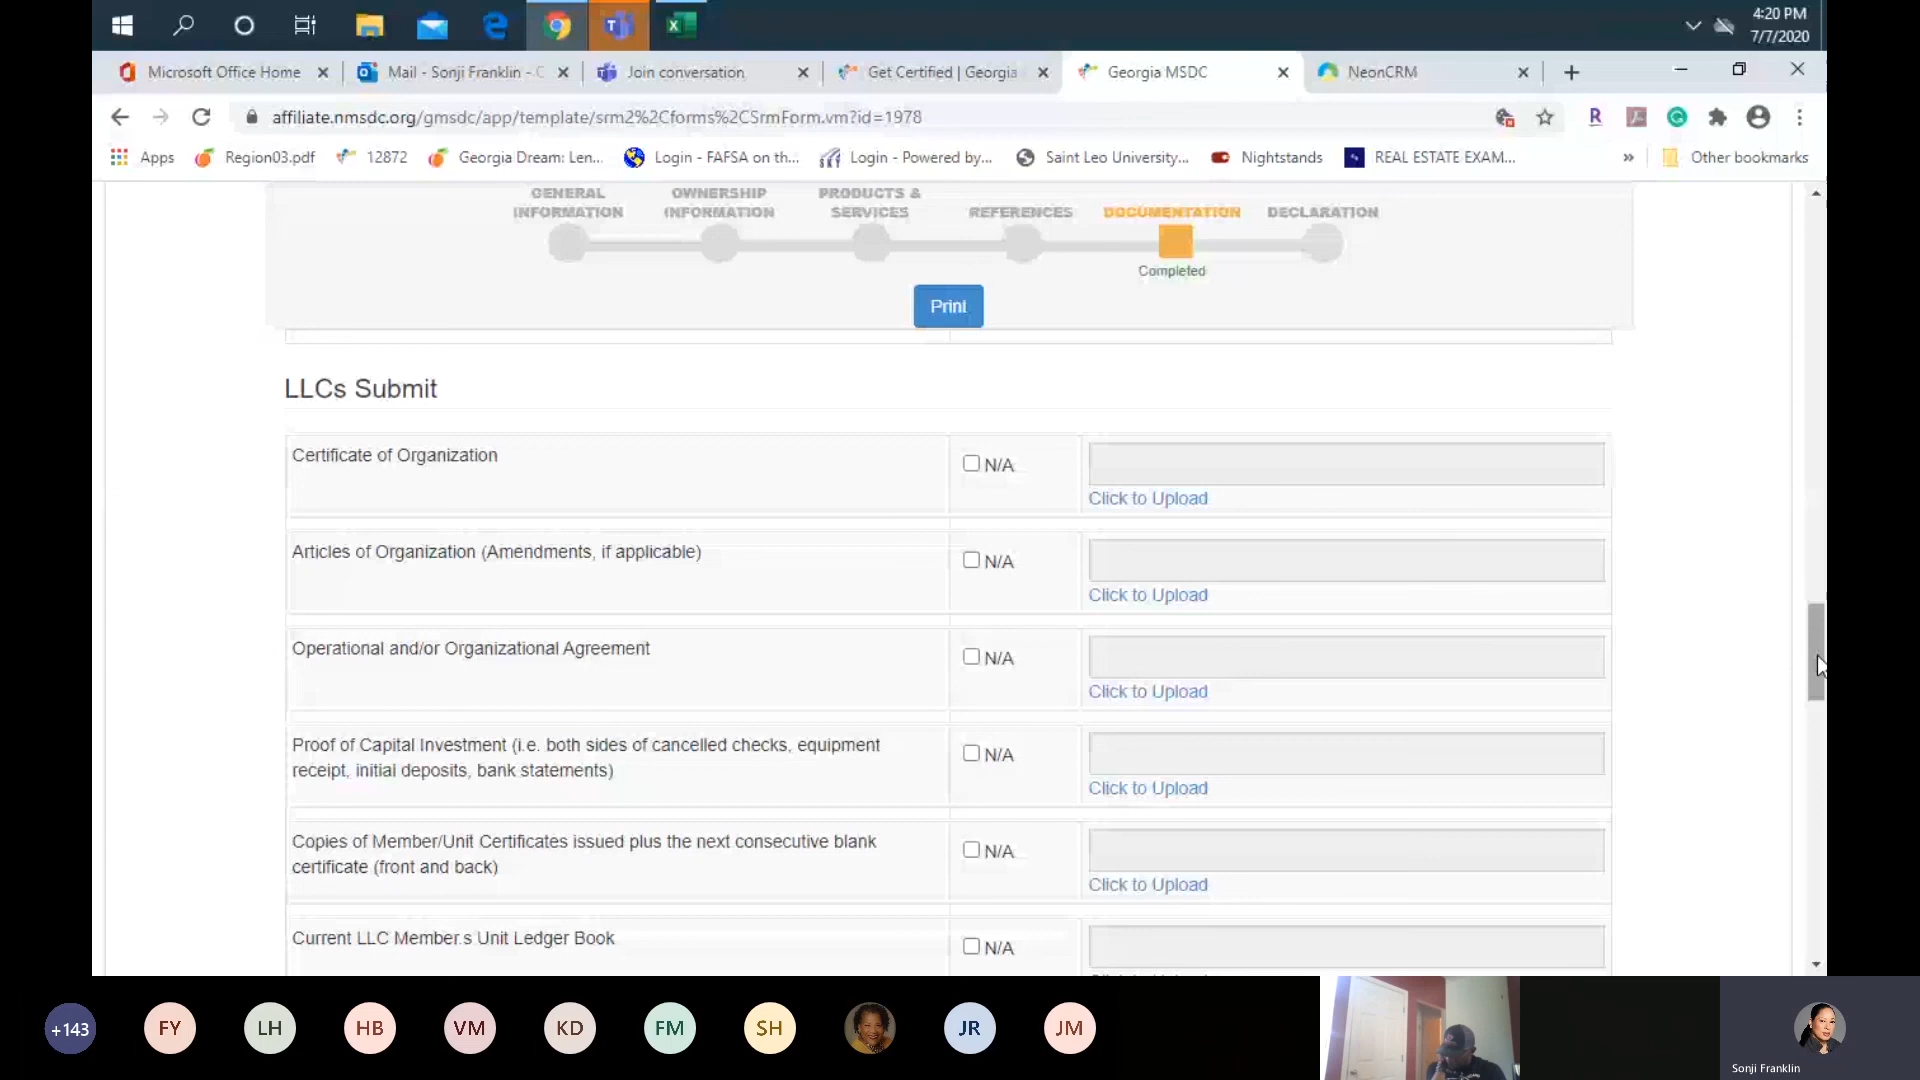 4:20 PM
7/7/2020
Microsoft Office Home
Mail - Sonji Franklin - C
Join conversation
Get Certified | Georgia
Georgia MSDC
NeonCRM
affiliate.nmsdc.org/gmsdc/app/template/srm2%2Cforms%2CSrmForm.vm?id=1978
Apps
Region03.pdf
12872
Georgia Dream: Len...
Login - FAFSA on th...
Login - Powered by...
Saint Leo University...
Nightstands
REAL ESTATE EXAM...
»
Other bookmarks
GENERAL INFORMATION
OWNERSHIP INFORMATION
PRODUCTS & SERVICES
REFERENCES
DOCUMENTATION
DECLARATION
Completed
Print
LLCs Submit
Certificate of Organization
N/A
Click to Upload
Articles of Organization (Amendments, if applicable)
N/A
Click to Upload
Operational and/or Organizational Agreement
N/A
Click to Upload
Proof of Capital Investment (i.e. both sides of cancelled checks, equipment
receipt, initial deposits, bank statements)
N/A
Click to Upload
Copies of Member/Unit Certificates issued plus the next consecutive blank
certificate (front and back)
N/A
Click to Upload
Current LLC Member.s Unit Ledger Book
N/A
+143
FY
LH
HB
VM
KD
FM
SH
JR
JM
Sonji Franklin